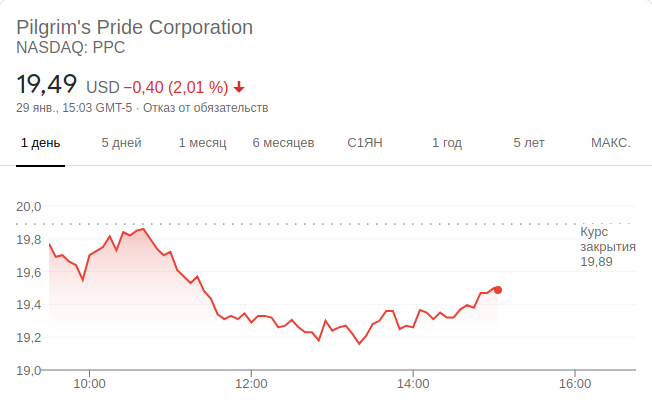 Pilgrim's Pride Corporation
NASDAQ: PPC
19,49 USD −0,40 (2,01 %)
29 янв., 15:03 GMT-5 · Отказ от обязательств
1 день 5 дней 1 месяц 6 месяцев С1ЯН 1 год 5 лет МАКС.
20,0
19,8
19,6
19,4
19,2
19,0
Курс
закрытия
19,89
10:00 12:00 14:00 16:00